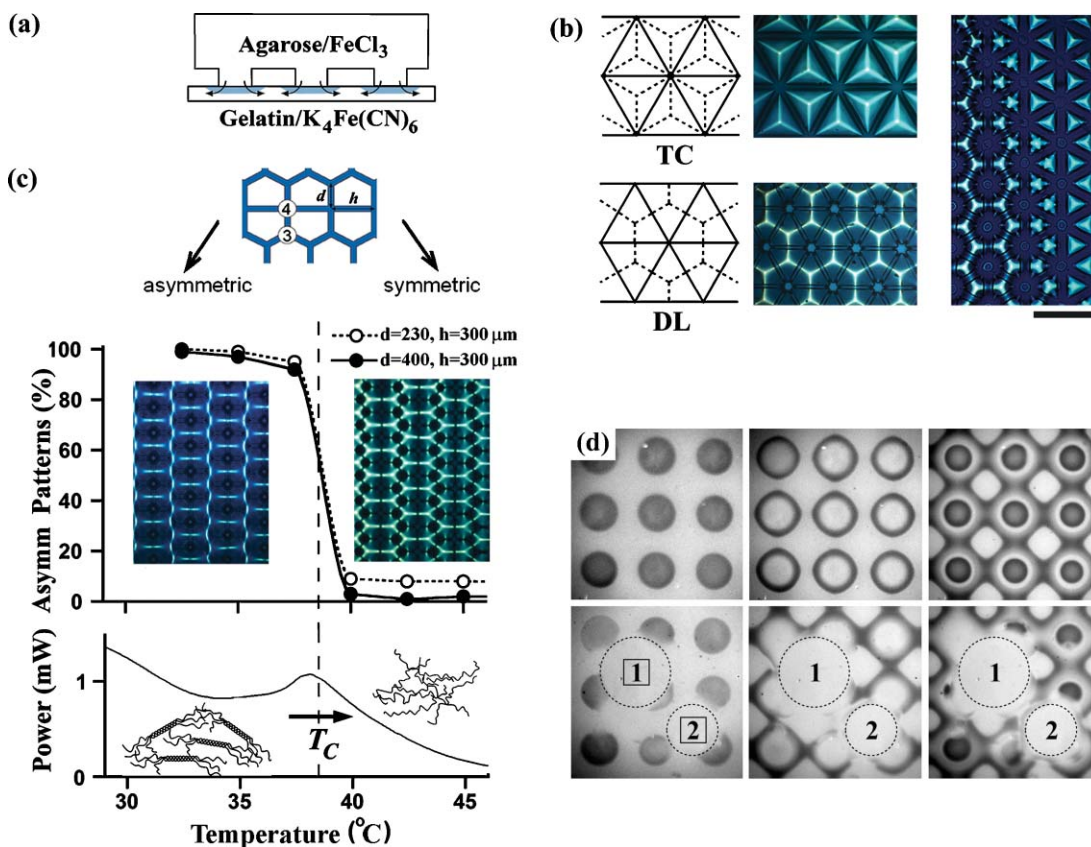 (a)
Agarose/FeCl3
Gelatin/K4Fe(CN)6
(b)
TC
DL
(c)
d
h
4
3
asymmetric
symmetric
d=230, h=300 μm
d=400, h=300 μm
Asymm Patterns (%)
100
80
60
40
20
0
Power (mW)
1
0
TC
30
35
40
45
Temperature (°C)
(d)
1
2
1
2
1
2